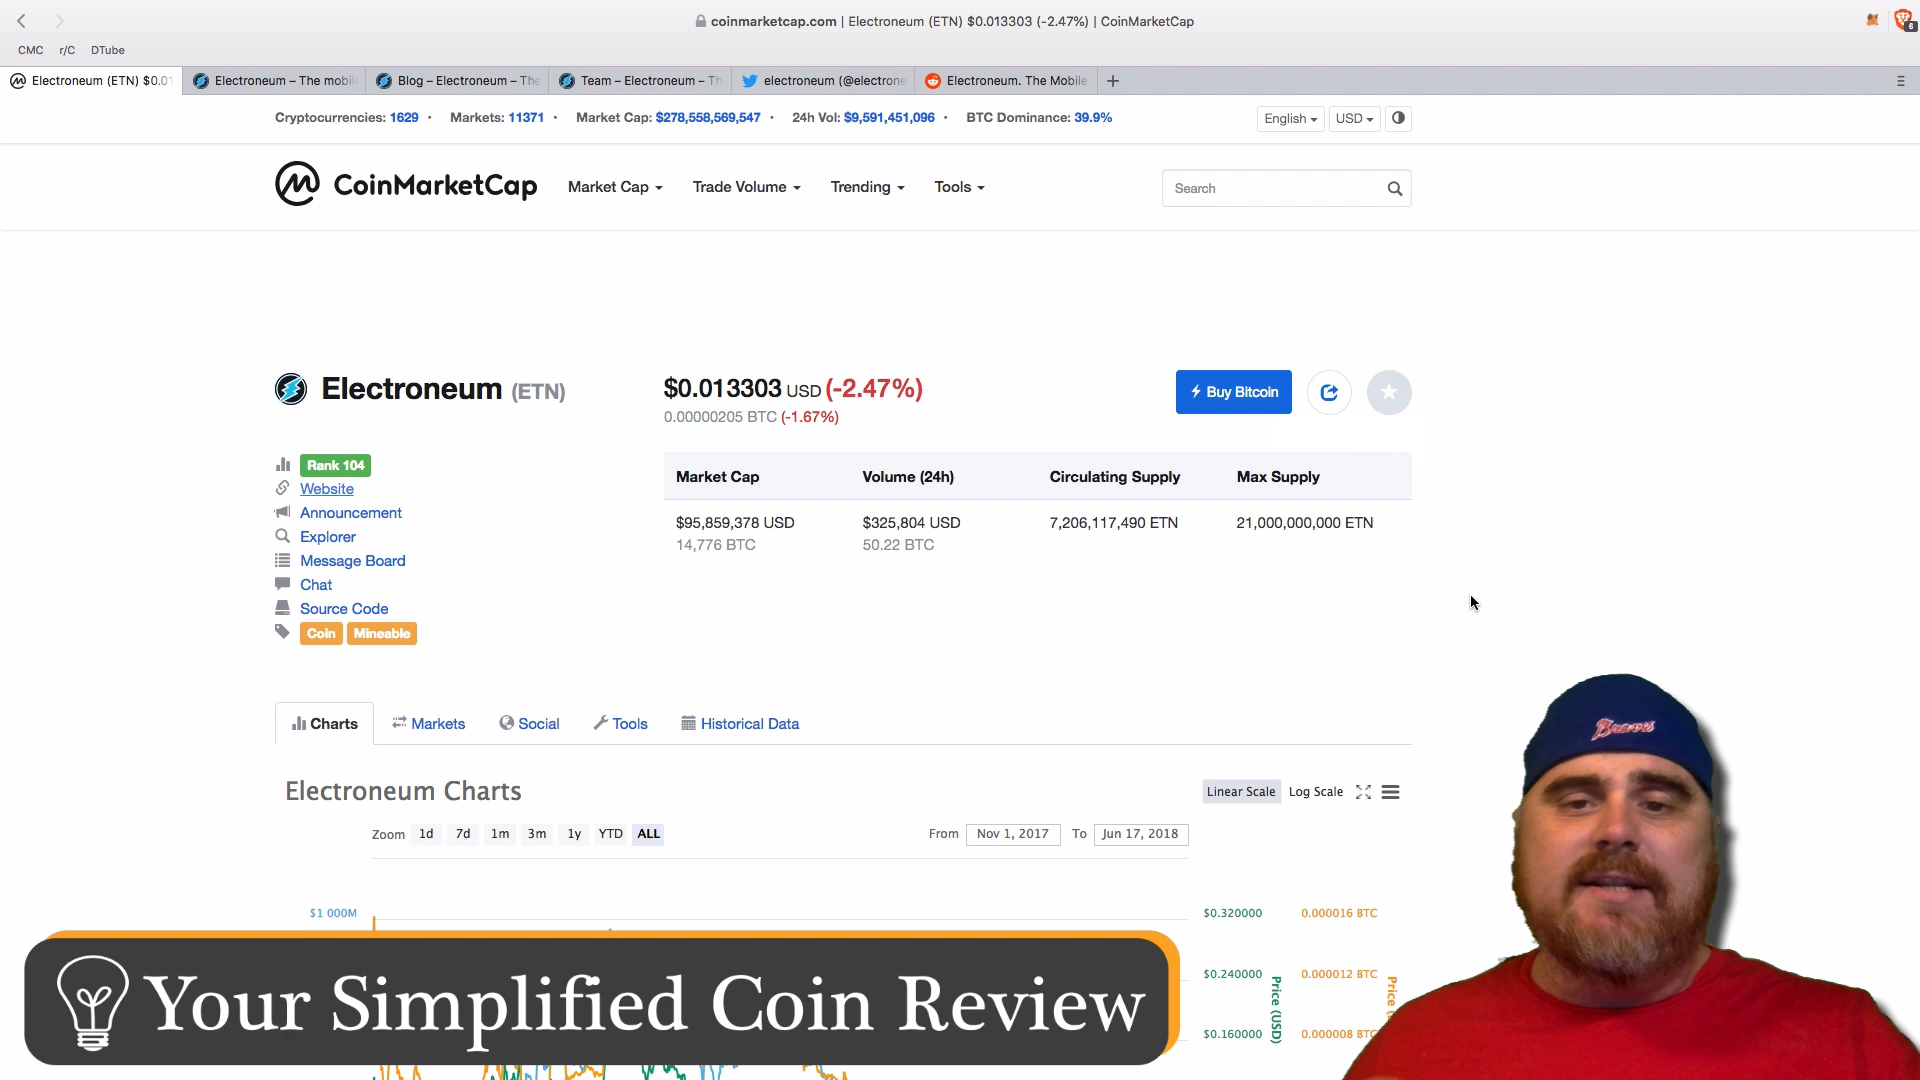 coinmarketcap.com | Electroneum (ETN) $0.013303 (-2.47%) | CoinMarketCap
6
CMC r/C DTube
Electroneum (ETN) $0.01 Electroneum – The mobil Blog – Electroneum – The Team – Electroneum – Th electroneum (@electrone Electroneum. The Mobile
Cryptocurrencies: 1629 • Markets: 11371 • Market Cap: $278,558,569,547 • 24h Vol: $9,591,451,096 • BTC Dominance: 39.9%
English USD
CoinMarketCap Market Cap Trade Volume Trending Tools Search
Electroneum (ETN)
$0.013303 USD (-2.47%)
0.00000205 BTC (-1.67%)
Buy Bitcoin
Rank 104
Website
Announcement
Explorer
Message Board
Chat
Source Code
Coin Mineable
Market Cap Volume (24h) Circulating Supply Max Supply
$95,859,378 USD $325,804 USD 7,206,117,490 ETN 21,000,000,000 ETN
14,776 BTC 50.22 BTC
Charts Markets Social Tools Historical Data
Electroneum Charts
Linear Scale Log Scale
Zoom 1d 7d 1m 3m 1y YTD ALL
From Nov 1, 2017 To Jun 17, 2018
$1 000M
$0.320000 0.000016 BTC
$0.240000 0.000012 BTC
$0.160000 0.000008 BTC
Price (USD)
Price (
Braves
Your Simplified Coin Review